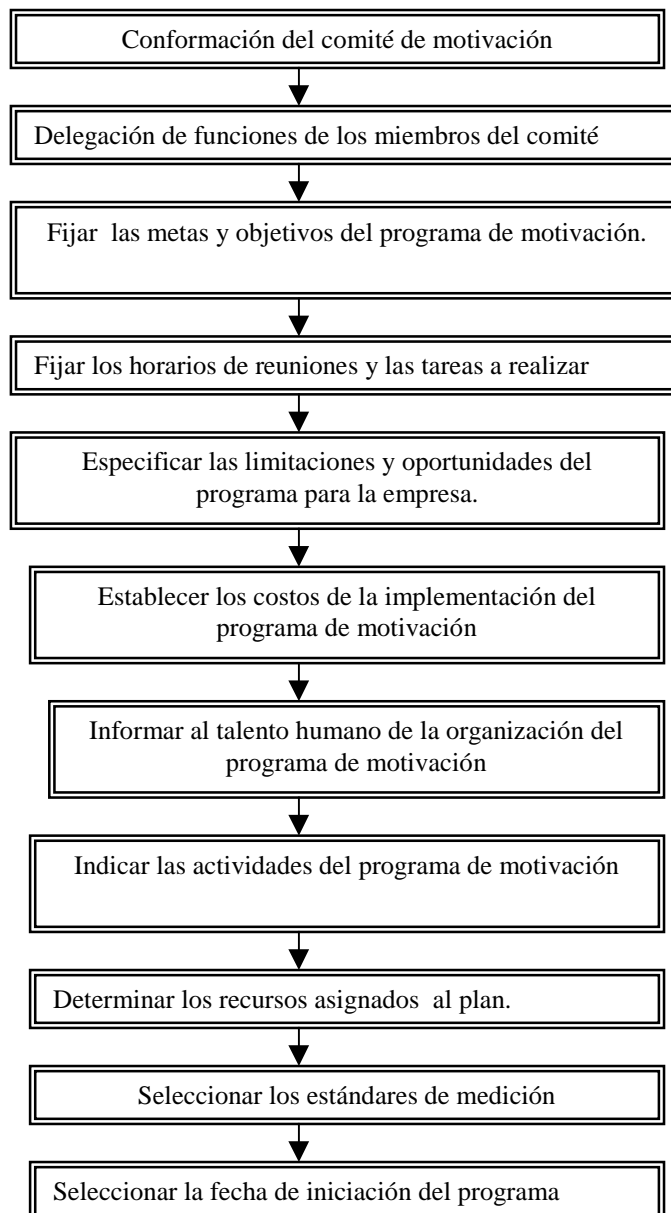 Conformación del comité de motivación
Delegación de funciones de los miembros del comité
Fijar las metas y objetivos del programa de motivación.
Fijar los horarios de reuniones y las tareas a realizar
Especificar las limitaciones y oportunidades del
programa para la empresa.
Establecer los costos de la implementación del
programa de motivación
Informar al talento humano de la organización del
programa de motivación
Indicar las actividades del programa de motivación
Determinar los recursos asignados al plan.
Seleccionar los estándares de medición
Seleccionar la fecha de iniciación del programa